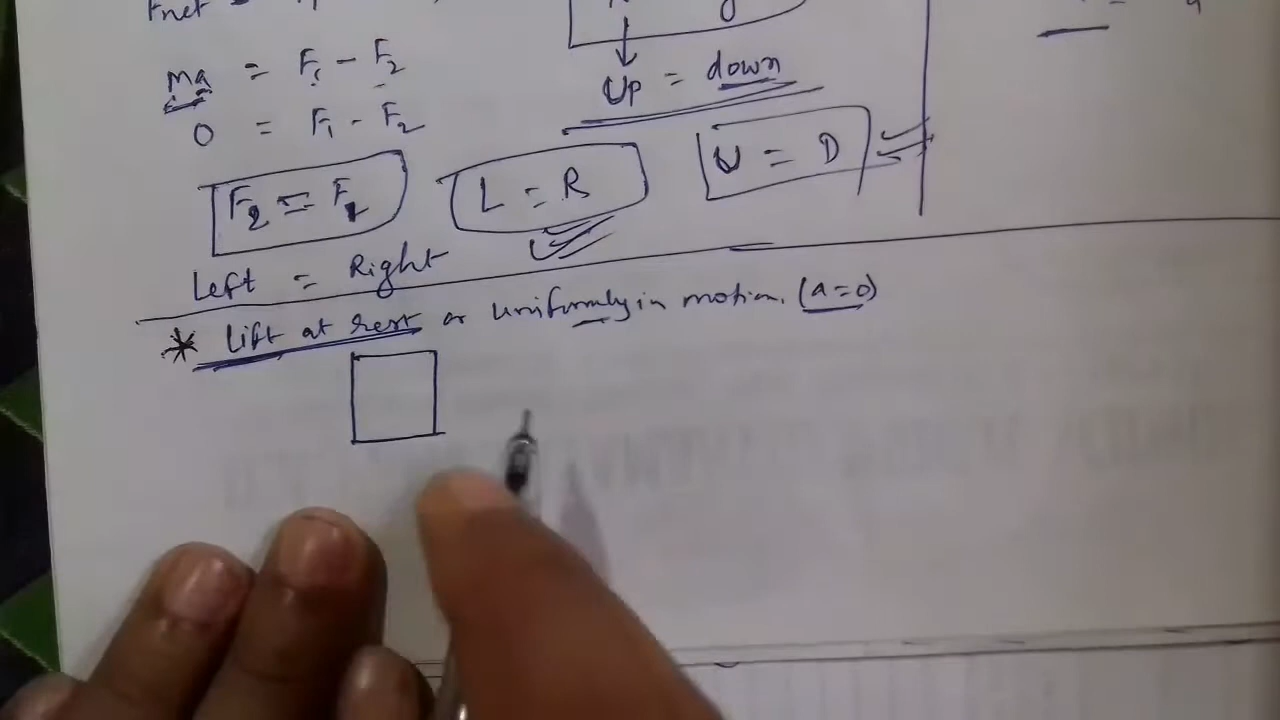 ma = F₁ - F₂
0 = F₁ - F₂
F₂ = F₁
Left = Right
L = R
Up = down
U = D
* Lift at rest or uniformly in motion. (a=0)